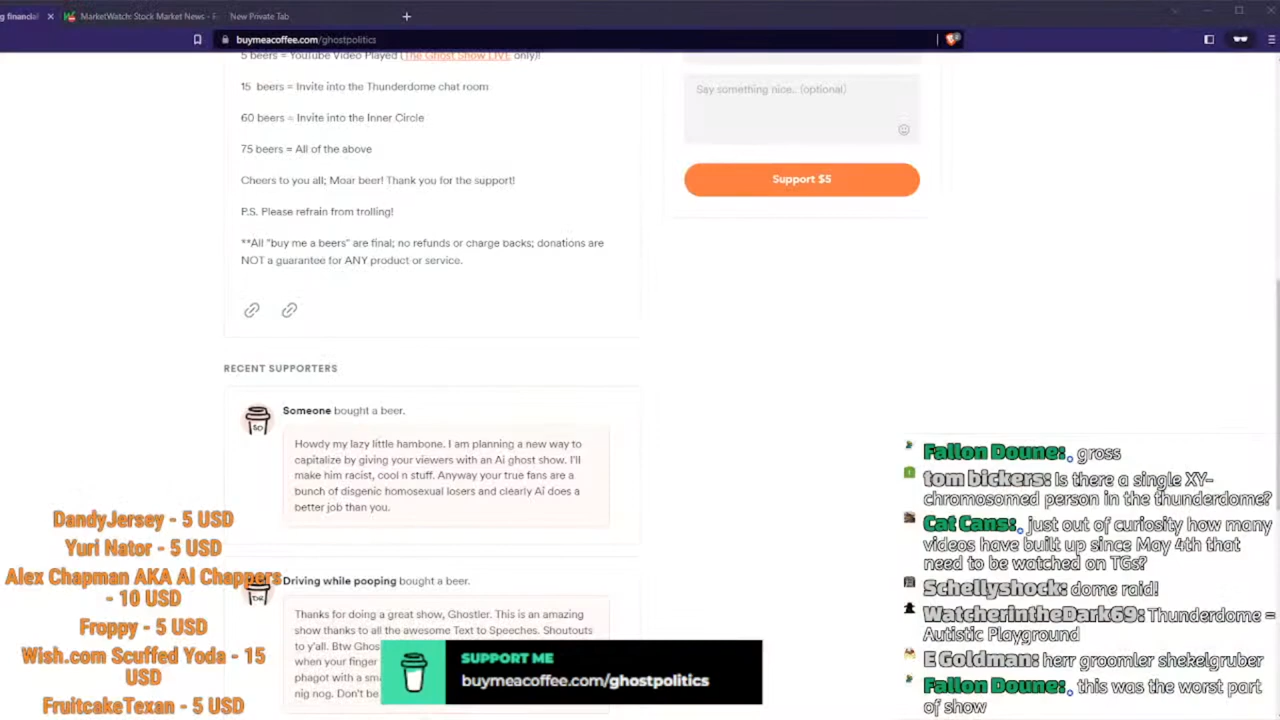 g financial
MarketWatch: Stock Market News - F
New Private Tab
buymeacoffee.com/ghostpolitics
5 beers = YouTube Video Played (The Ghost Show LIVE only)!
15 beers = Invite into the Thunderdome chat room
60 beers = Invite into the Inner Circle
75 beers = All of the above
Cheers to you all; Moar beer! Thank you for the support!
P.S. Please refrain from trolling!
**All "buy me a beers" are final; no refunds or charge backs; donations are
NOT a guarantee for ANY product or service.
Say something nice.. (optional)
Support $5
RECENT SUPPORTERS
SO
Someone bought a beer.
Howdy my lazy little hambone. I am planning a new way to
capitalize by giving your viewers with an Ai ghost show. I'll
make him racist, cool n stuff. Anyway your true fans are a
bunch of disgenic homosexual losers and clearly Ai does a
better job than you.
DR
Driving while pooping bought a beer.
Thanks for doing a great show, Ghostler. This is an amazing
show thanks to all the awesome Text to Speeches. Shoutouts
to y'all. Btw Ghos
when your finger
phagot with a sma
nig nog. Don't be
SUPPORT ME
buymeacoffee.com/ghostpolitics
DandyJersey - 5 USD
Yuri Nator - 5 USD
Alex Chapman AKA Al Chappers
- 10 USD
Froppy - 5 USD
Wish.com Scuffed Yoda - 15
USD
FruitcakeTexan - 5 USD
Fallon Doune: gross
tom bickers: Is there a single XY-
chromosomed person in the thunderdome?
Cat Cans: just out of curiosity how many
videos have built up since May 4th that
need to be watched on TGs?
Schellyshock: dome raid!
WatcherintheDark69: Thunderdome =
Autistic Playground
E Goldman: herr groomler shekelgruber
Fallon Doune: this was the worst part
of show